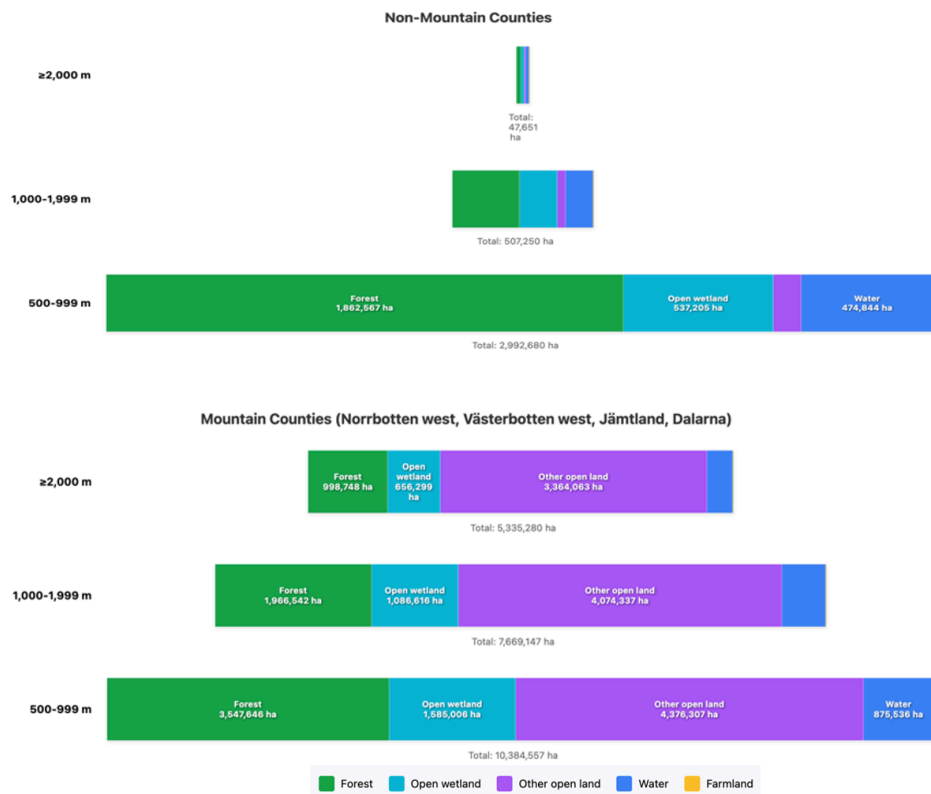 Non-Mountain Counties
≥2,000 m
Total:
47,651
ha
1,000-1,999 m
Total: 507,250 ha
500-999 m
Forest
1,862,567 ha
Open wetland
537,205 ha
Water
474,844 ha
Total: 2,992,680 ha
Mountain Counties (Norrbotten west, Västerbotten west, Jämtland, Dalarna)
≥2,000 m
Forest
998,748 ha
Open
wetland
656,299
ha
Other open land
3,364,063 ha
Total: 5,335,280 ha
1,000-1,999 m
Forest
1,966,542 ha
Open wetland
1,086,616 ha
Other open land
4,074,337 ha
Total: 7,669,147 ha
500-999 m
Forest
3,547,646 ha
Open wetland
1,585,006 ha
Other open land
4,376,307 ha
Water
875,536 ha
Total: 10,384,557 ha
Forest
Open wetland
Other open land
Water
Farmland